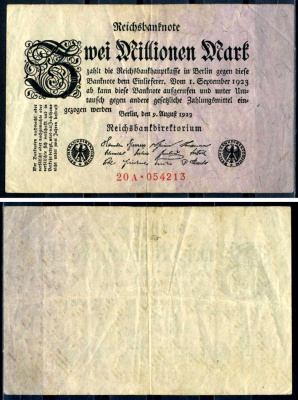 Reichsbanknote
Zwei Millionen Mark
zahlt die Reichsbankhauptkasse in Berlin gegen diese
Banknote dem Einlieferer. Vom 1. September 1923
ab kann diese Banknote aufgerufen und unter Um-
tausch gegen andere gesetzliche Zahlungsmittel ein-
gezogen werden
Berlin, den 9. August 1923
Reichsbankdirektorium
20A • 054213